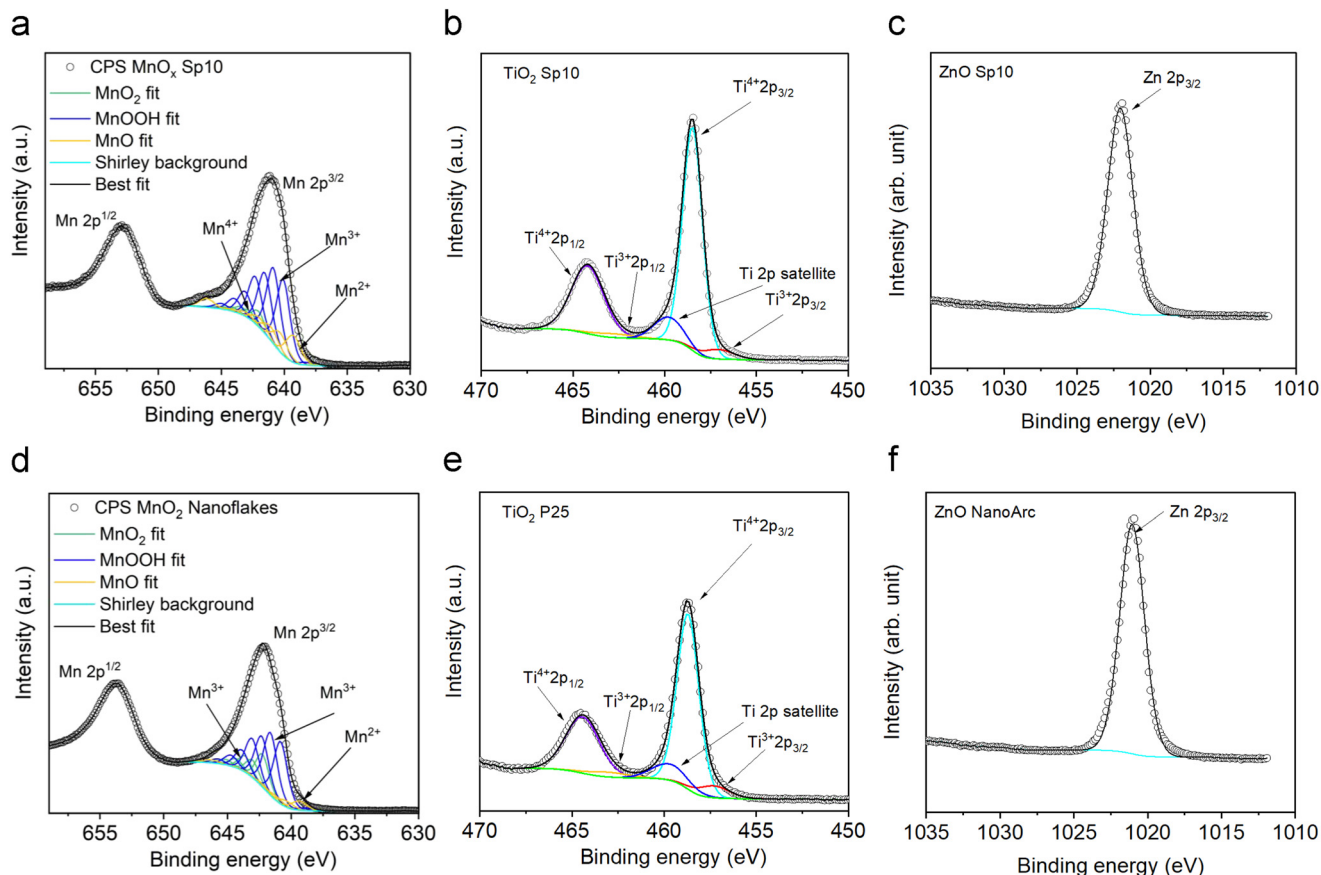 a
CPS MnOₓ Sp10
MnO₂ fit
MnOOH fit
MnO fit
Shirley background
Best fit
Mn 2p¹/²
Mn 2p³/²
Mn⁴⁺
Mn³⁺
Mn²⁺
Intensity (a.u.)
655 650 645 640 635 630
Binding energy (eV)
b
TiO₂ Sp10
Ti⁴⁺2p₃/₂
Ti⁴⁺2p₁/₂
Ti³⁺2p₁/₂
Ti 2p satellite
Ti³⁺2p₃/₂
Intensity (a.u.)
470 465 460 455 450
Binding energy (eV)
c
ZnO Sp10
Zn 2p₃/₂
Intensity (arb. unit)
1035 1030 1025 1020 1015 1010
Binding energy (eV)
d
CPS MnO₂ Nanoflakes
MnO₂ fit
MnOOH fit
MnO fit
Shirley background
Best fit
Mn 2p¹/²
Mn 2p³/²
Mn³⁺
Mn³⁺
Mn²⁺
Intensity (a.u.)
655 650 645 640 635 630
Binding energy (eV)
e
TiO₂ P25
Ti⁴⁺2p₃/₂
Ti⁴⁺2p₁/₂
Ti³⁺2p₁/₂
Ti 2p satellite
Ti³⁺2p₃/₂
Intensity (a.u.)
470 465 460 455 450
Binding energy (eV)
f
ZnO NanoArc
Zn 2p₃/₂
Intensity (arb. unit)
1035 1030 1025 1020 1015 1010
Binding energy (eV)